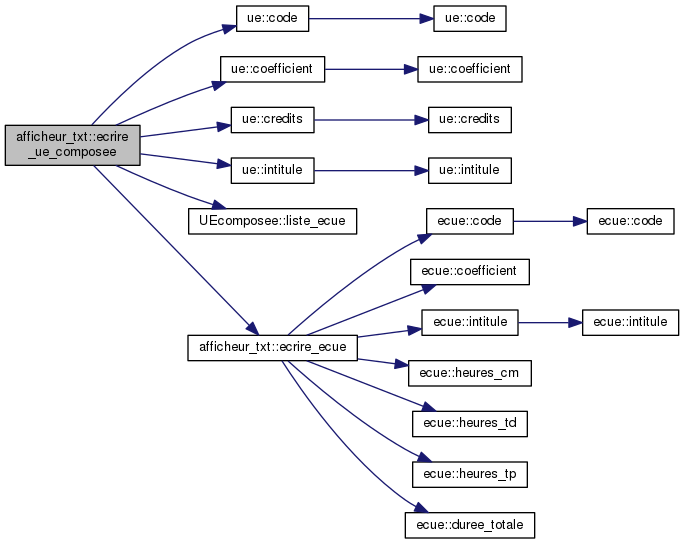 ue::code
ue::code
ue::coefficient
ue::coefficient
ue::credits
ue::credits
afficheur_txt::ecrire
_ue_composee
ue::intitule
ue::intitule
UEcomposee::liste_ecue
ecue::code
ecue::code
ecue::coefficient
ecue::intitule
ecue::intitule
afficheur_txt::ecrire_ecue
ecue::heures_cm
ecue::heures_td
ecue::heures_tp
ecue::duree_totale